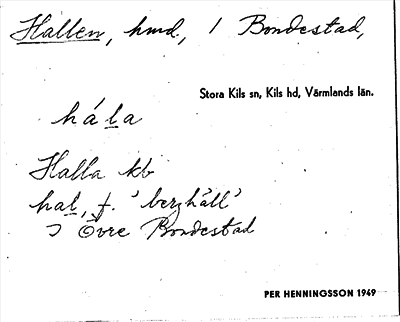 Hallen, hmd, 1 Bondestad,
Stora Kils sn, Kils hd, Värmlands län.
hála
Halla kb
hal, f. 'berghäll'
Övre Bondestad
PER HENNINGSSON 1949